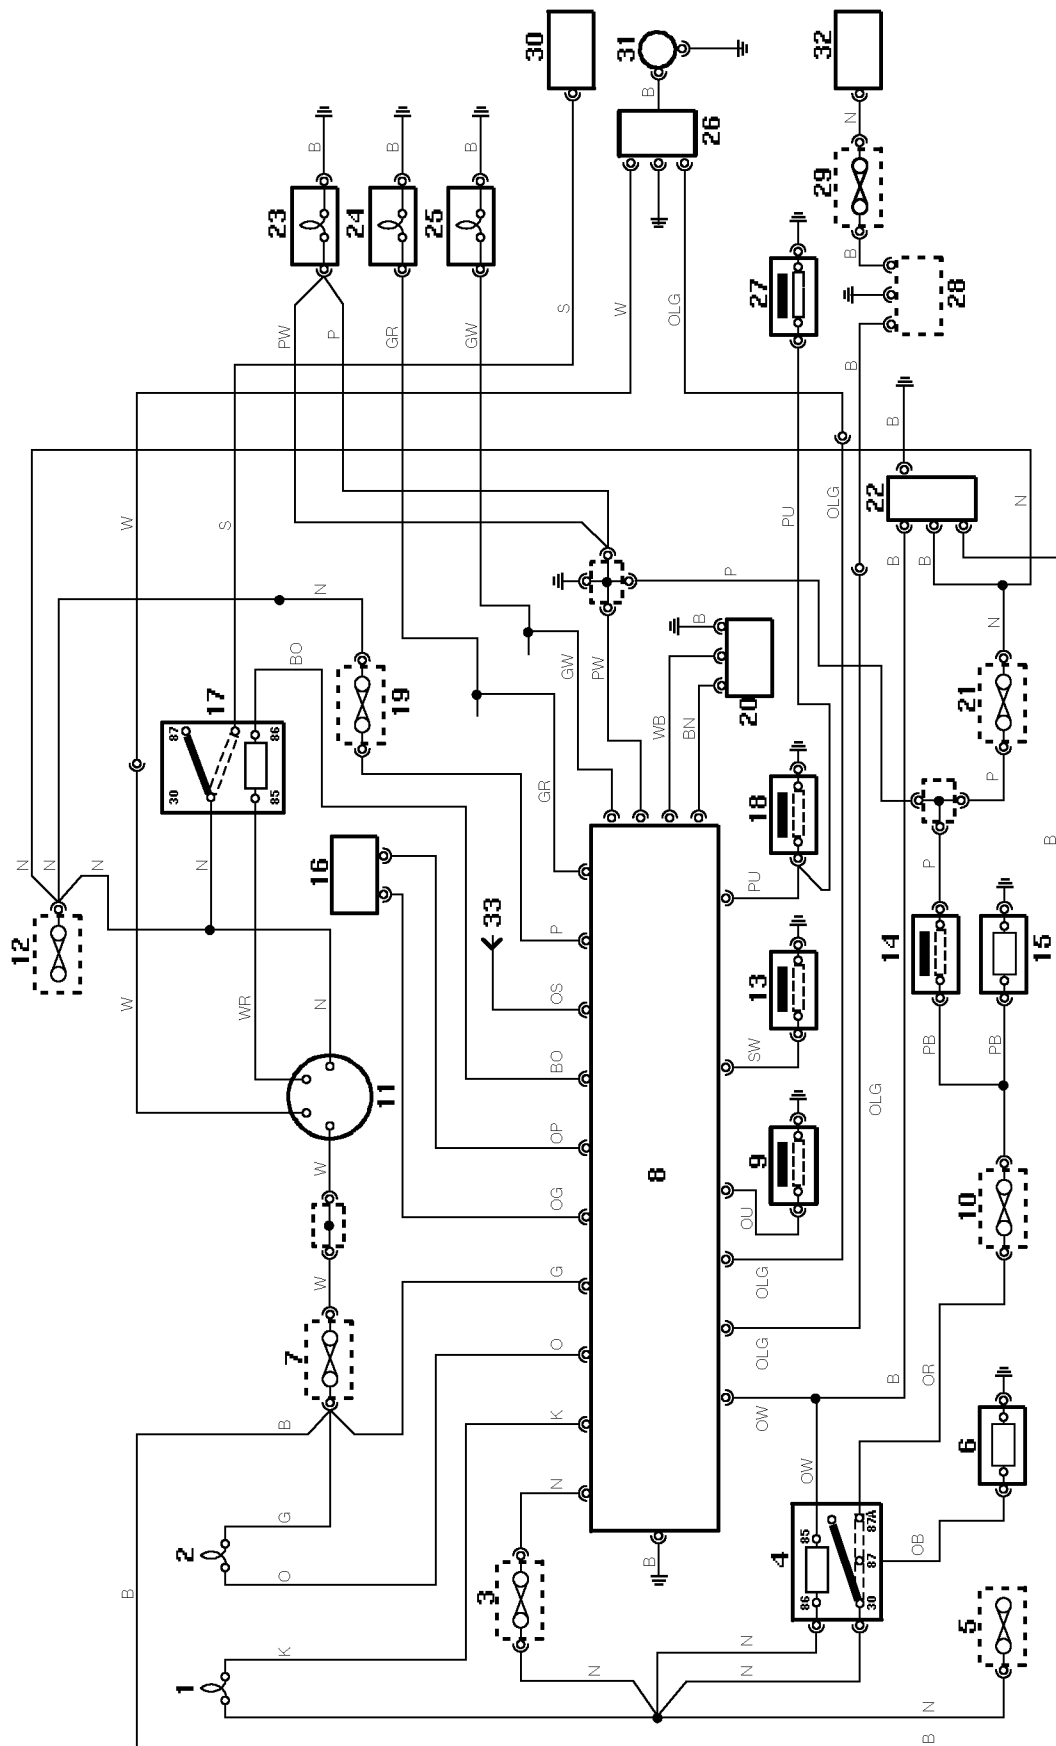 30
31
32
B
26
N
29
B
B
B
23
24
25
S
W
OLG
27
B
28
PW
P
GR
GW
B
B
W
S
PU
OLG
22
B
B
N
N
BO
P
B
17
87
86
30
85
19
GW
PW
WB
BN
20
N
21
P
GR
18
N
N
N
N
16
12
PU
P
33
P
14
15
W
WR
N
OS
13
PB
PB
B
11
BO
SW
OLG
OP
9
W
8
OG
OU
10
W
G
OLG
7
O
OLG
OR
B
K
B
OW
OW
6
N
G
2
O
B
3
B
85
86
4
87A
87
30
OB
5
K
1
N
N
N
N
B